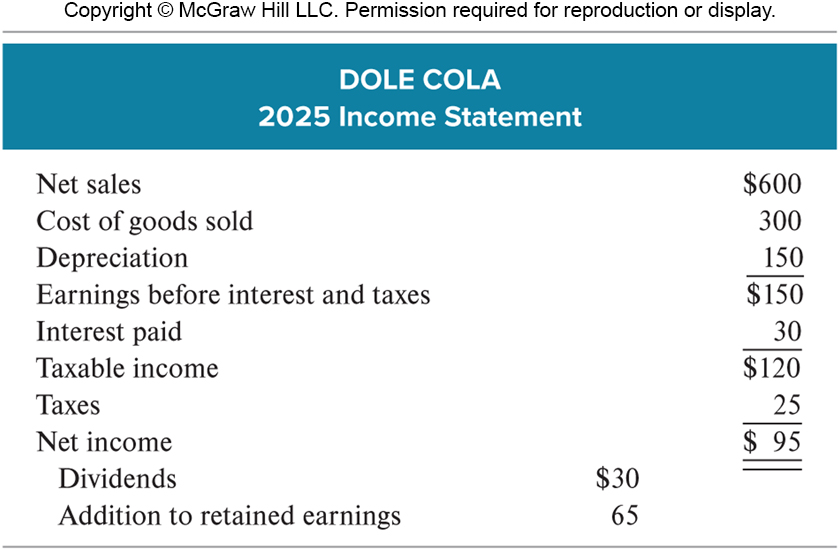 Copyright © McGraw Hill LLC. Permission required for reproduction or display.
DOLE COLA
2025 Income Statement
Net sales $600
Cost of goods sold 300
Depreciation 150
Earnings before interest and taxes $150
Interest paid 30
Taxable income $120
Taxes 25
Net income $ 95
Dividends $30
Addition to retained earnings 65